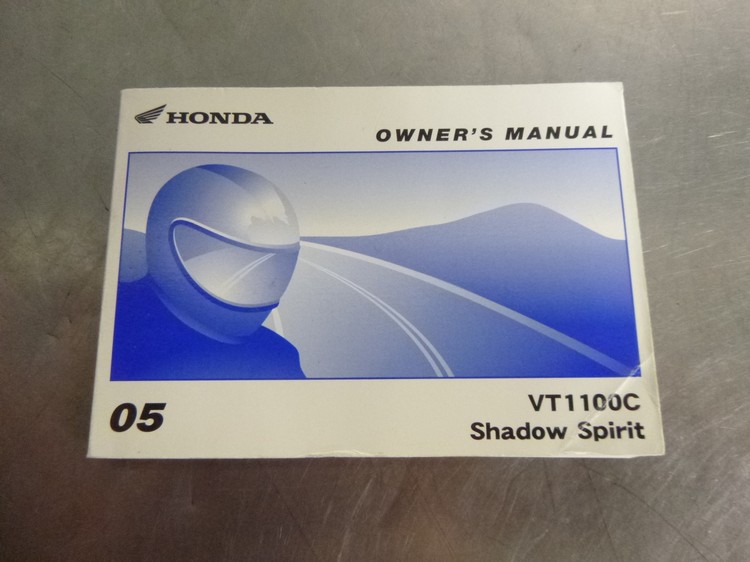 HONDA
OWNER'S MANUAL
05
VT1100C
Shadow Spirit